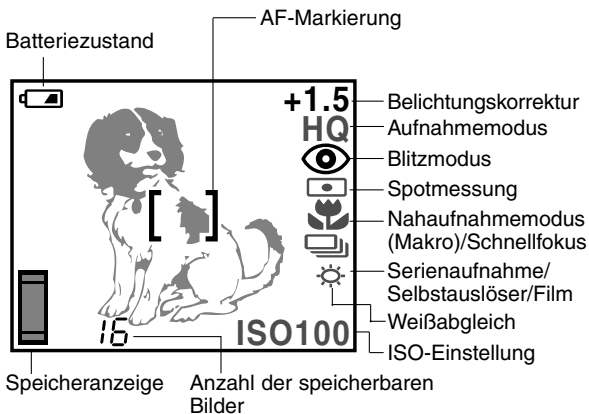 AF-Markierung
Batteriezustand
+1.5
Belichtungskorrektur
HQ
Aufnahmemodus
Blitzmodus
Spotmessung
Nahaufnahmemodus
(Makro)/Schnellfokus
Serienaufnahme/
Selbstauslöser/Film
Weißabgleich
16
ISO100
ISO-Einstellung
Speicheranzeige
Anzahl der speicherbaren
Bilder